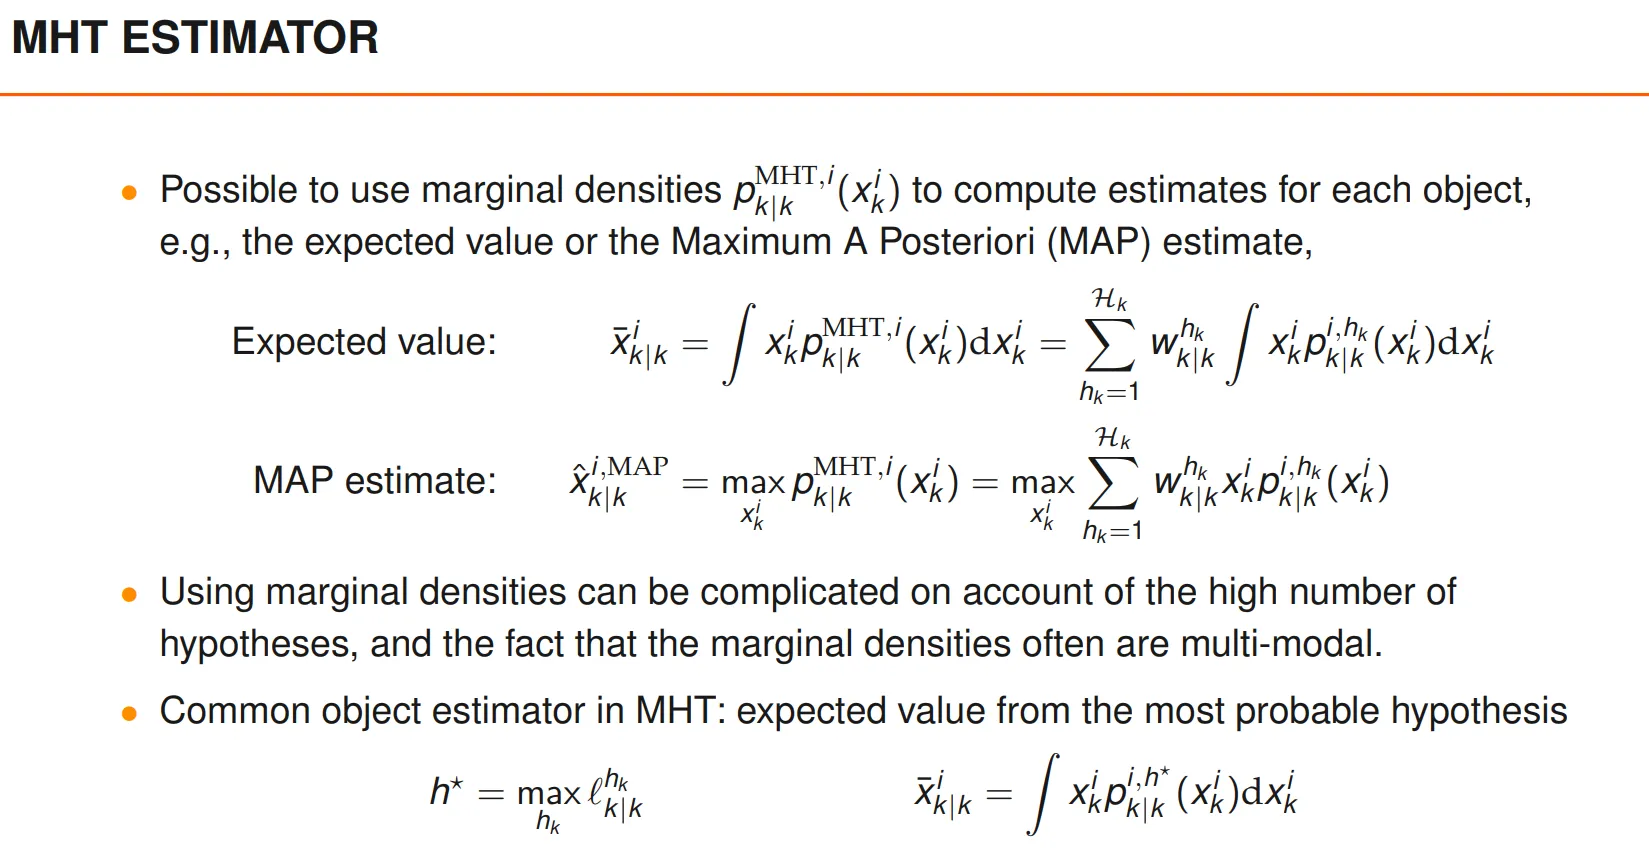 MHT ESTIMATOR
• Possible to use marginal densities $p_{k|k}^{\mathrm{MHT},i}(x_k^i)$ to compute estimates for each object,
e.g., the expected value or the Maximum A Posteriori (MAP) estimate,
Expected value: $\bar{x}_{k|k}^i = \int x_k^i p_{k|k}^{\mathrm{MHT},i}(x_k^i)\mathrm{d}x_k^i = \sum_{h_k=1}^{\mathcal{H}_k} w_{k|k}^{h_k} \int x_k^i p_{k|k}^{i,h_k}(x_k^i)\mathrm{d}x_k^i$
MAP estimate: $\hat{x}_{k|k}^{i,\mathrm{MAP}} = \max_{x_k^i} p_{k|k}^{\mathrm{MHT},i}(x_k^i) = \max_{x_k^i} \sum_{h_k=1}^{\mathcal{H}_k} w_{k|k}^{h_k} x_k^i p_{k|k}^{i,h_k}(x_k^i)$
• Using marginal densities can be complicated on account of the high number of
hypotheses, and the fact that the marginal densities often are multi-modal.
• Common object estimator in MHT: expected value from the most probable hypothesis
$h^\star = \max_{h_k} \ell_{k|k}^{h_k}$ $\bar{x}_{k|k}^i = \int x_k^i p_{k|k}^{i,h^\star}(x_k^i)\mathrm{d}x_k^i$